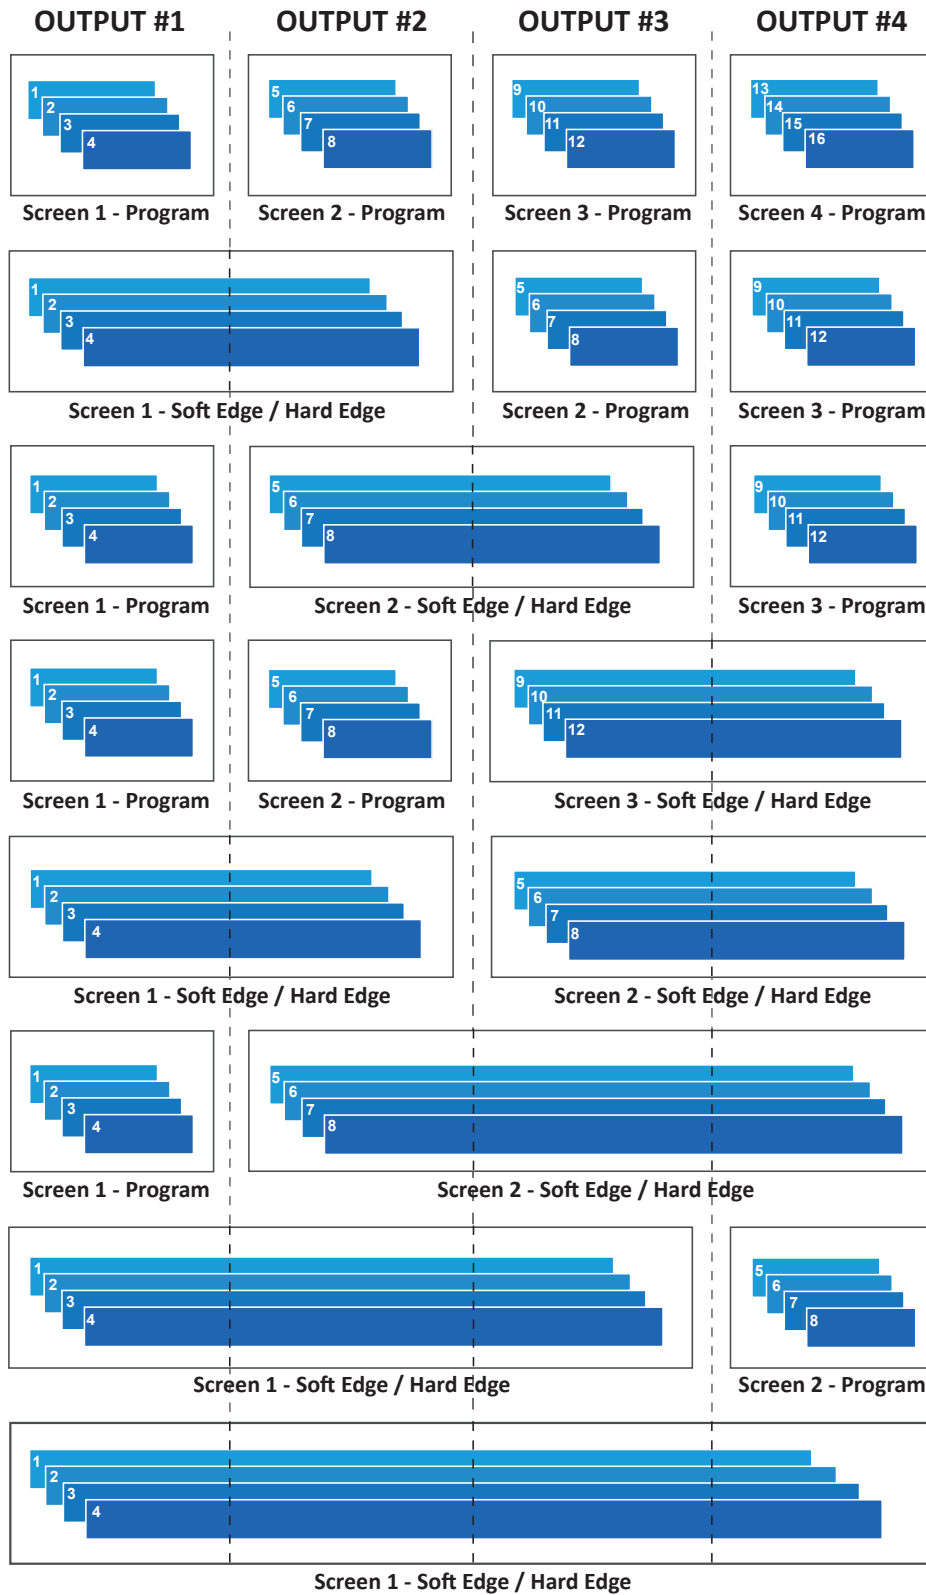 OUTPUT #1 OUTPUT #2 OUTPUT #3 OUTPUT #4
1 5 9 13
2 6 10 14
3 7 11 15
4 8 12 16
Screen 1 - Program Screen 2 - Program Screen 3 - Program Screen 4 - Program
1 5 9
2 6 10
3 7 11
4 8 12
Screen 1 - Soft Edge / Hard Edge Screen 2 - Program Screen 3 - Program
1 5 9
2 6 10
3 7 11
4 8 12
Screen 1 - Program Screen 2 - Soft Edge / Hard Edge Screen 3 - Program
1 5 9
2 6 10
3 7 11
4 8 12
Screen 1 - Program Screen 2 - Program Screen 3 - Soft Edge / Hard Edge
1 5
2 6
3 7
4 8
Screen 1 - Soft Edge / Hard Edge Screen 2 - Soft Edge / Hard Edge
1 5
2 6
3 7
4 8
Screen 1 - Program Screen 2 - Soft Edge / Hard Edge
1 5
2 6
3 7
4 8
Screen 1 - Soft Edge / Hard Edge Screen 2 - Program
1
2
3
4
Screen 1 - Soft Edge / Hard Edge